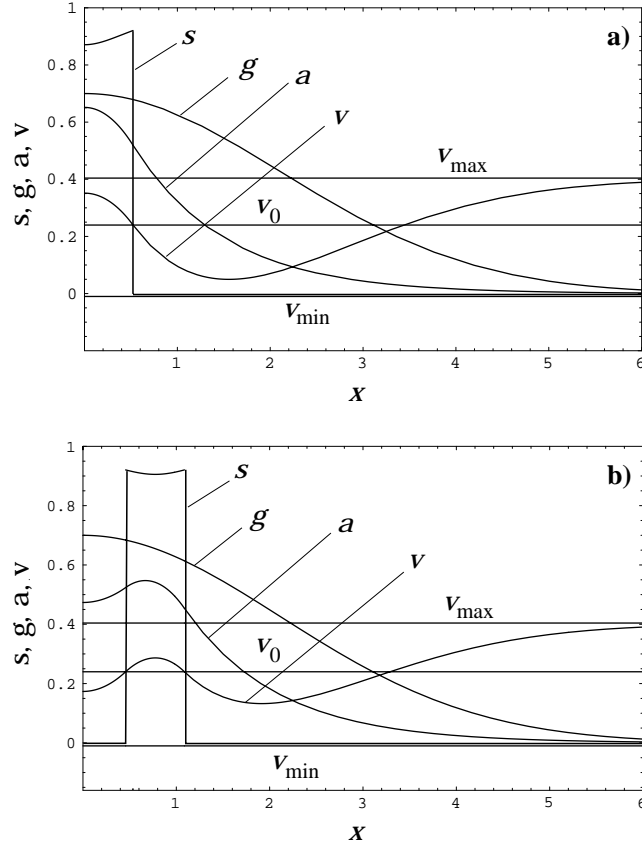 a)
1
s
g
0.8
a
v
0.6
v_max
s, g, a, v
0.4
v_0
0.2
0
v_min
1 2 3 4 5 6
x
1
b)
s
0.8
g
a
v
0.6
v_max
s, g, a, v
0.4
v_0
0.2
0
v_min
0 1 2 3 4 5 6
x